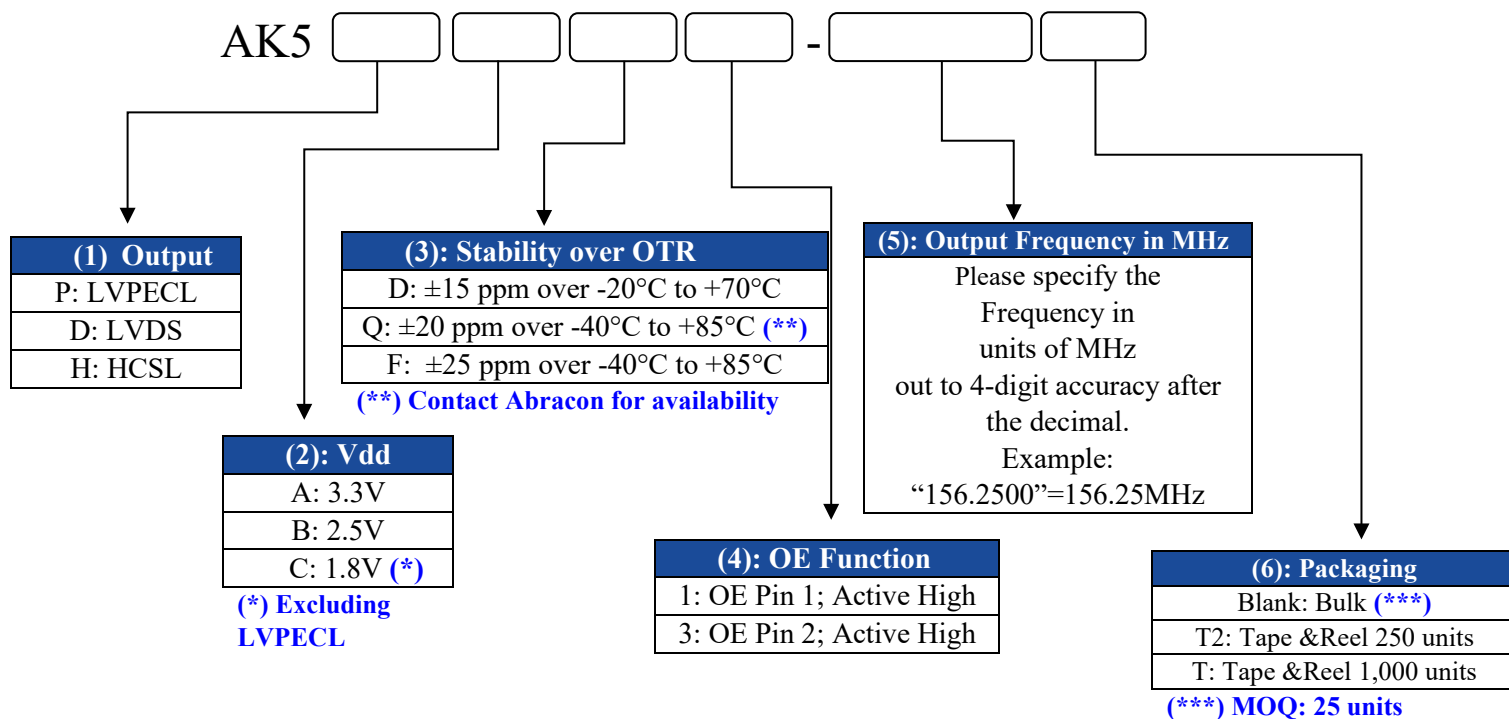 AK5 -
(1) Output
P: LVPECL
D: LVDS
H: HCSL
(2): Vdd
A: 3.3V
B: 2.5V
C: 1.8V (*)
(*) Excluding
LVPECL
(3): Stability over OTR
D: ±15 ppm over -20°C to +70°C
Q: ±20 ppm over -40°C to +85°C (**)
F: ±25 ppm over -40°C to +85°C
(**) Contact Abracon for availability
(4): OE Function
1: OE Pin 1; Active High
3: OE Pin 2; Active High
(5): Output Frequency in MHz
Please specify the
Frequency in
units of MHz
out to 4-digit accuracy after
the decimal.
Example:
“156.2500”=156.25MHz
(6): Packaging
Blank: Bulk (***)
T2: Tape &Reel 250 units
T: Tape &Reel 1,000 units
(***) MOQ: 25 units